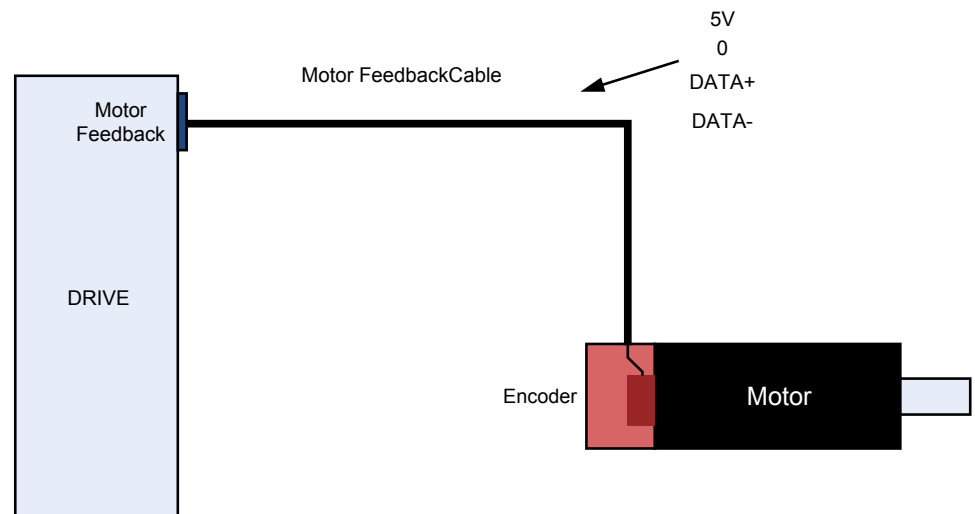 5V
0
DATA+
DATA-
Motor FeedbackCable
Motor
Feedback
DRIVE
Encoder
Motor